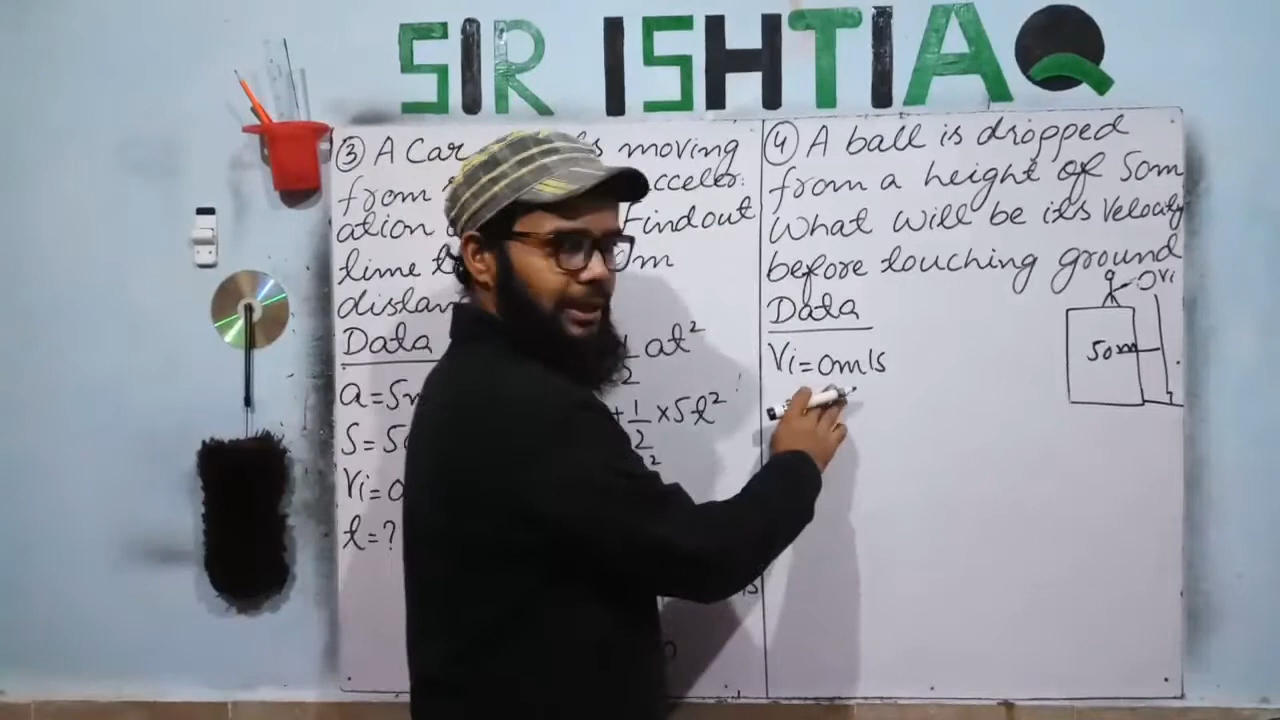 SIR ISHTIAQ
③ A Car moving
from acceler.
ation Findout
time m
distan
Data
at²
a=5
+1/2 ×5t²
S=5
Vi=0
t=?
④ A ball is dropped
from a height of 50m
What will be its Velocity
before touching ground
Data
Vi=0m/s
Vi
50m